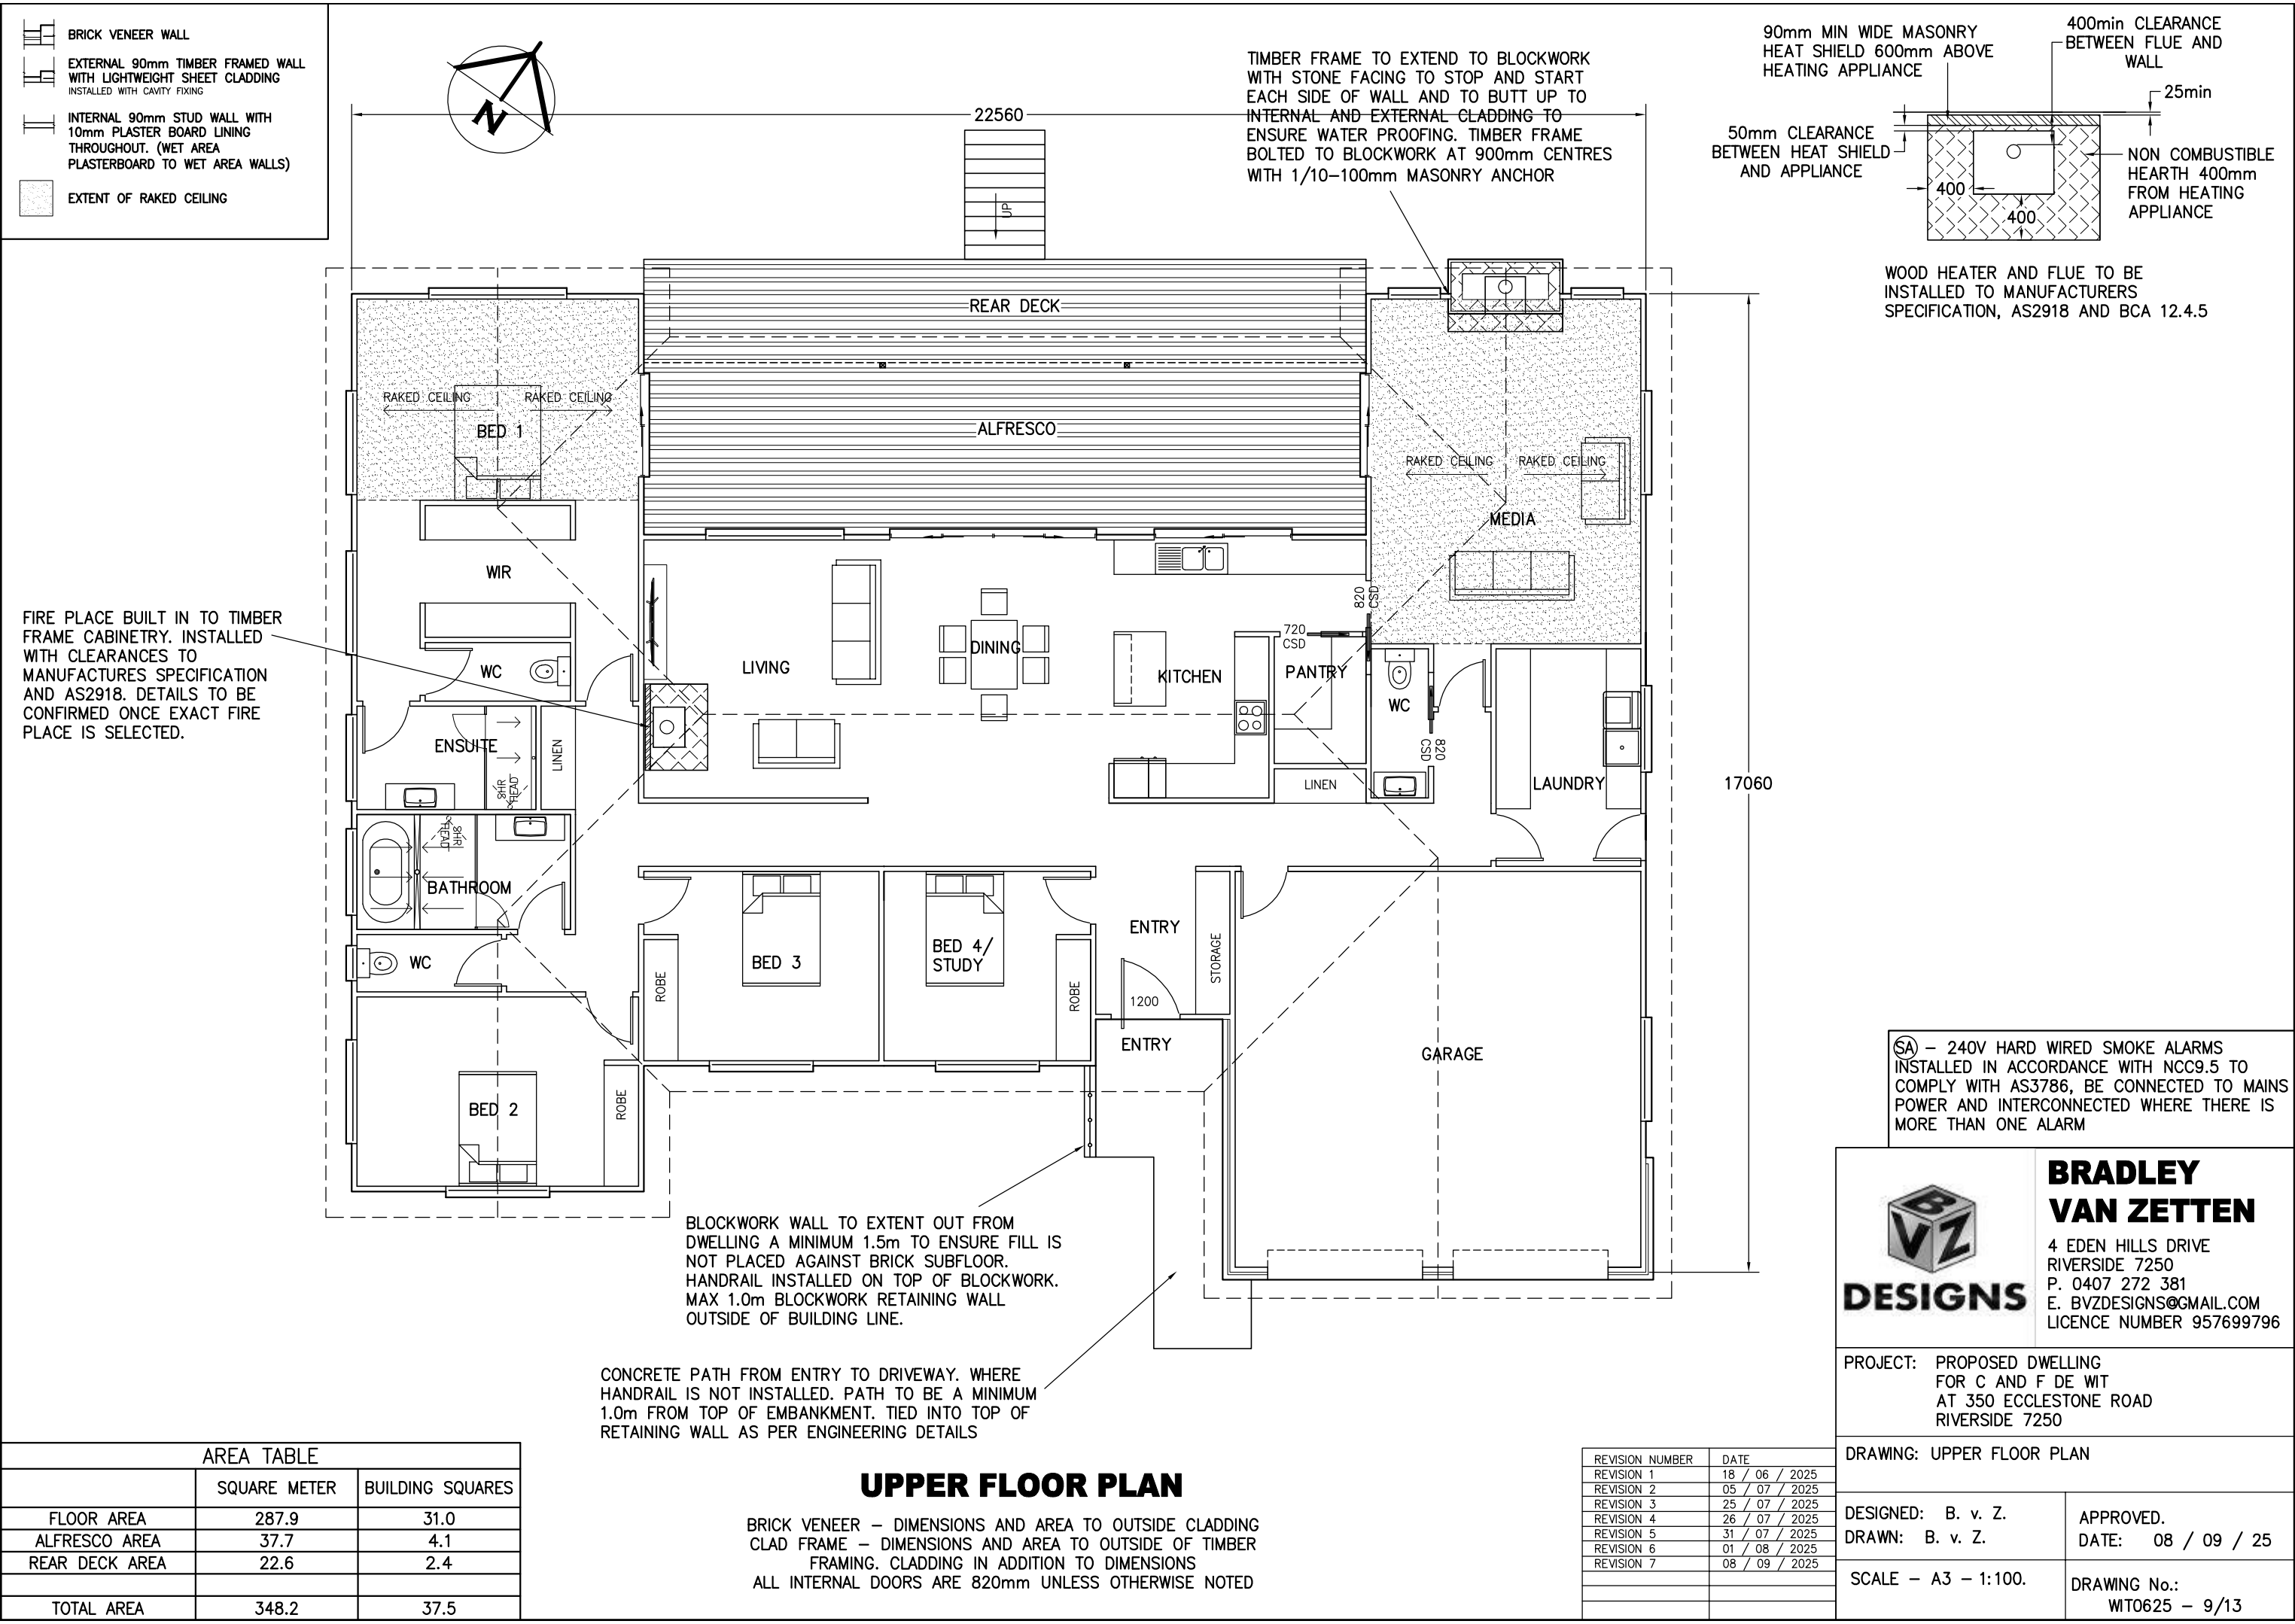 BRICK VENEER WALL
EXTERNAL 90mm TIMBER FRAMED WALL
WITH LIGHTWEIGHT SHEET CLADDING
INSTALLED WITH CAVITY FIXING
INTERNAL 90mm STUD WALL WITH
10mm PLASTER BOARD LINING
THROUGHOUT. (WET AREA
PLASTERBOARD TO WET AREA WALLS)
EXTENT OF RAKED CEILING
N
22560
UP
TIMBER FRAME TO EXTEND TO BLOCKWORK
WITH STONE FACING TO STOP AND START
EACH SIDE OF WALL AND TO BUTT UP TO
INTERNAL AND EXTERNAL CLADDING TO
ENSURE WATER PROOFING. TIMBER FRAME
BOLTED TO BLOCKWORK AT 900mm CENTRES
WITH 1/10-100mm MASONRY ANCHOR
90mm MIN WIDE MASONRY
HEAT SHIELD 600mm ABOVE
HEATING APPLIANCE
400min CLEARANCE
BETWEEN FLUE AND
WALL
25min
50mm CLEARANCE
BETWEEN HEAT SHIELD
AND APPLIANCE
400
400
NON COMBUSTIBLE
HEARTH 400mm
FROM HEATING
APPLIANCE
WOOD HEATER AND FLUE TO BE
INSTALLED TO MANUFACTURERS
SPECIFICATION, AS2918 AND BCA 12.4.5
REAR DECK
RAKED CEILING
RAKED CEILING
BED 1
ALFRESCO
RAKED CEILING
RAKED CEILING
MEDIA
WIR
820
CSD
720
CSD
FIRE PLACE BUILT IN TO TIMBER
FRAME CABINETRY. INSTALLED
WITH CLEARANCES TO
MANUFACTURES SPECIFICATION
AND AS2918. DETAILS TO BE
CONFIRMED ONCE EXACT FIRE
PLACE IS SELECTED.
WC
LIVING
DINING
KITCHEN
PANTRY
WC
ENSUITE
LINEN
SHR
HEAD
820
CSD
LINEN
LAUNDRY
17060
SHR
HEAD
BATHROOM
WC
BED 3
BED 4/
STUDY
ENTRY
STORAGE
ROBE
ROBE
1200
ENTRY
GARAGE
BED 2
ROBE
SA - 240V HARD WIRED SMOKE ALARMS
INSTALLED IN ACCORDANCE WITH NCC9.5 TO
COMPLY WITH AS3786, BE CONNECTED TO MAINS
POWER AND INTERCONNECTED WHERE THERE IS
MORE THAN ONE ALARM
BLOCKWORK WALL TO EXTENT OUT FROM
DWELLING A MINIMUM 1.5m TO ENSURE FILL IS
NOT PLACED AGAINST BRICK SUBFLOOR.
HANDRAIL INSTALLED ON TOP OF BLOCKWORK.
MAX 1.0m BLOCKWORK RETAINING WALL
OUTSIDE OF BUILDING LINE.
CONCRETE PATH FROM ENTRY TO DRIVEWAY. WHERE
HANDRAIL IS NOT INSTALLED. PATH TO BE A MINIMUM
1.0m FROM TOP OF EMBANKMENT. TIED INTO TOP OF
RETAINING WALL AS PER ENGINEERING DETAILS
BVZ
DESIGNS
BRADLEY
VAN ZETTEN
4 EDEN HILLS DRIVE
RIVERSIDE 7250
P. 0407 272 381
E. BVZDESIGNS@GMAIL.COM
LICENCE NUMBER 957699796
PROJECT: PROPOSED DWELLING
FOR C AND F DE WIT
AT 350 ECCLESTONE ROAD
RIVERSIDE 7250
DRAWING: UPPER FLOOR PLAN
DESIGNED: B. v. Z.
DRAWN: B. v. Z.
APPROVED.
DATE: 08 / 09 / 25
SCALE - A3 - 1:100.
DRAWING No.:
WIT0625 - 9/13
REVISION NUMBER DATE
REVISION 1 18 / 06 / 2025
REVISION 2 05 / 07 / 2025
REVISION 3 25 / 07 / 2025
REVISION 4 26 / 07 / 2025
REVISION 5 31 / 07 / 2025
REVISION 6 01 / 08 / 2025
REVISION 7 08 / 09 / 2025
AREA TABLE
SQUARE METER BUILDING SQUARES
FLOOR AREA 287.9 31.0
ALFRESCO AREA 37.7 4.1
REAR DECK AREA 22.6 2.4
TOTAL AREA 348.2 37.5
UPPER FLOOR PLAN
BRICK VENEER - DIMENSIONS AND AREA TO OUTSIDE CLADDING
CLAD FRAME - DIMENSIONS AND AREA TO OUTSIDE OF TIMBER
FRAMING. CLADDING IN ADDITION TO DIMENSIONS
ALL INTERNAL DOORS ARE 820mm UNLESS OTHERWISE NOTED